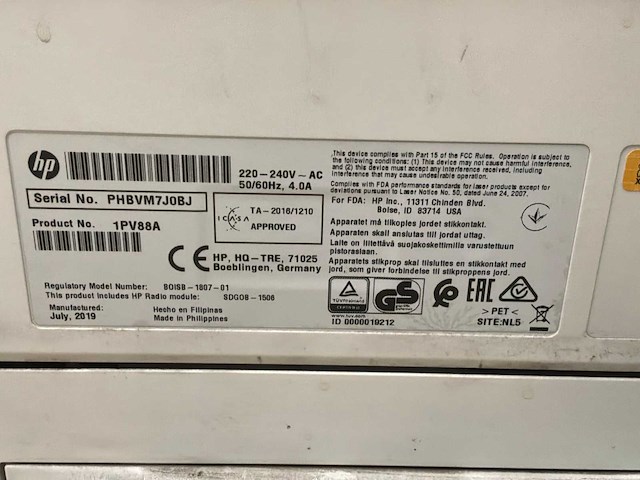 hp
220-240V ~ AC
50/60Hz, 4.0A
Serial No. PHBVM7J0BJ
Product No. 1PV88A
ICASA
TA-2016/1210
APPROVED
CE HP, HQ-TRE, 71025
Boeblingen, Germany
Regulatory Model Number: BOISB-1807-01
This product includes HP Radio module: SDGOB-1506
Manufactured:
July, 2019
Hecho en Filipinas
Made in Philippines
This device complies with Part 15 of the FCC Rules. Operation is subject to
the following conditions: (1) This device may not cause harmful interference,
and (2) this device must accept any interference received, including
interference that may cause undesirable operation.
Complies with FDA performance standards for laser products except for
deviations pursuant to Laser Notice No. 50, dated June 24, 2007.
For FDA: HP Inc., 11311 Chinden Blvd.
Boise, ID 83714 USA
Apparatet må tilkoples jordet stikkontakt.
Apparaten skall anslutas till jordat uttag.
Laite on liitettävä suojakoskettimilla varustettuun
pistorasiaan.
Apparatets stikprop skal tilsluttes en stikkontakt med
jord, som giver forbindelse til stikproppens jord.
TÜVRheinland
CERTIFIED
GS
www.tuv.com
ID 0000019212
EAC
>PET<
SITE:NL5